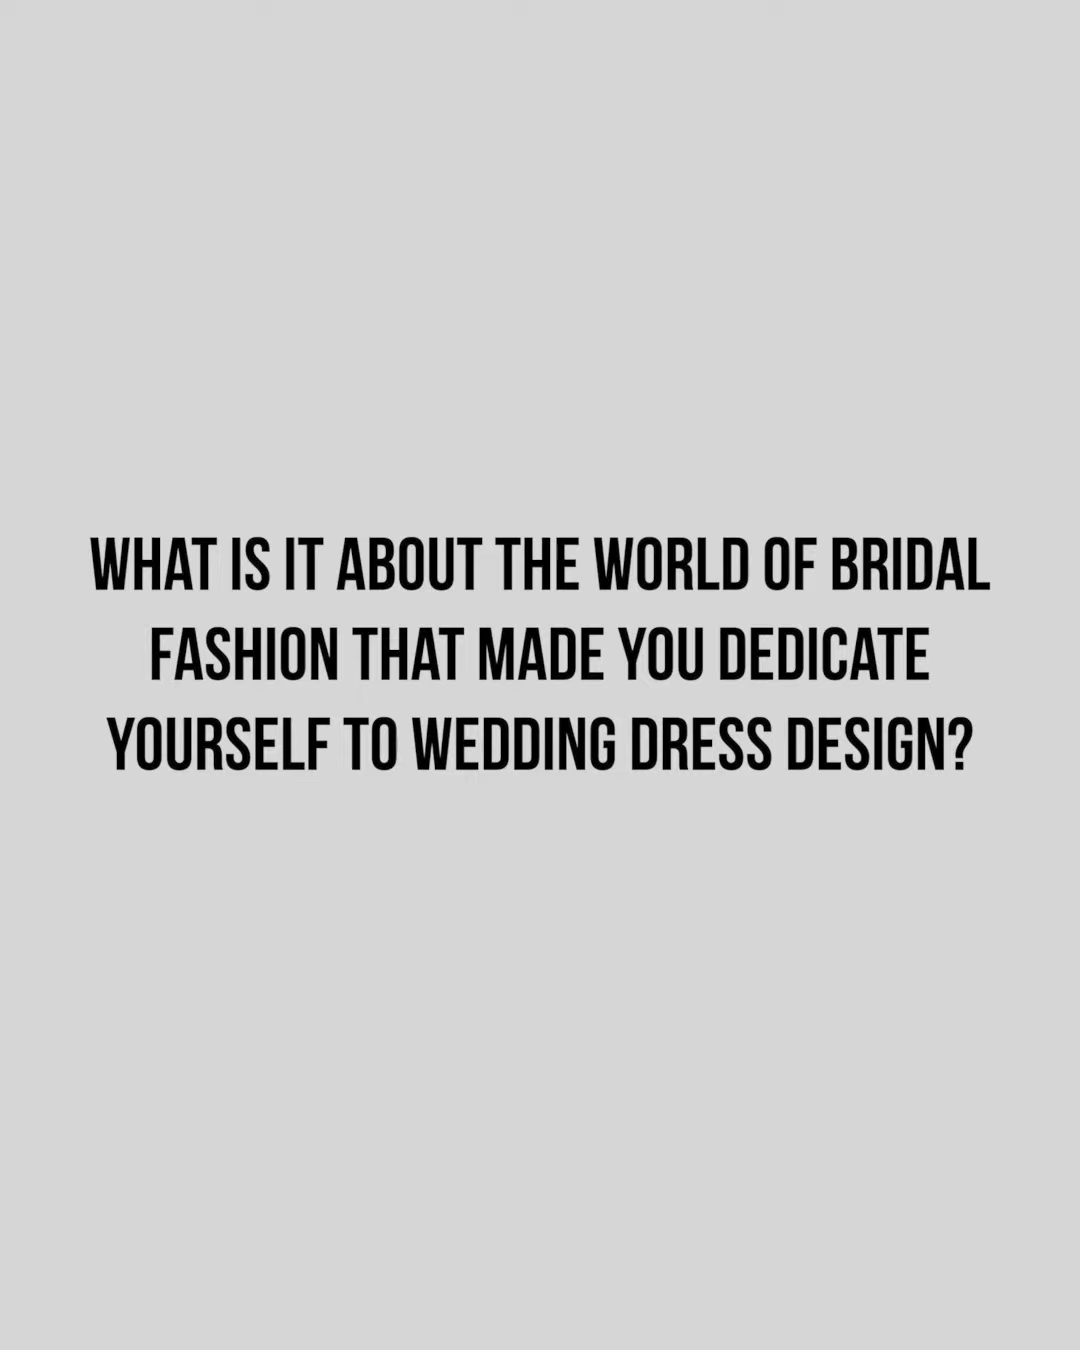 WHAT IS IT ABOUT THE WORLD OF BRIDAL
FASHION THAT MADE YOU DEDICATE
YOURSELF TO WEDDING DRESS DESIGN?